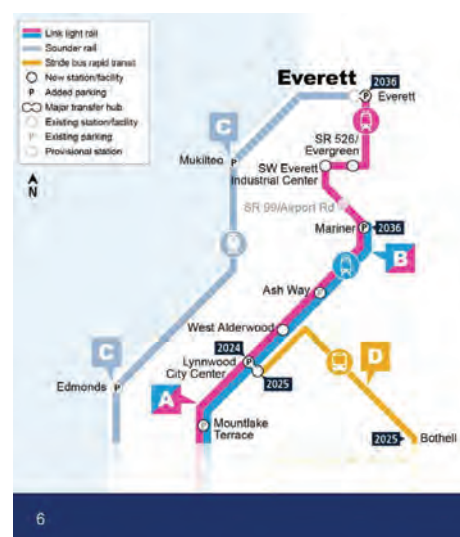 Link light rail
Sounder rail
Stride bus rapid transit
New station/facility
P Added parking
Major transfer hub
Existing station/facility
P Existing parking
Provisional station
N
Everett
2036
P Everett
SR 526/
Evergreen
C
Mukilteo P
SW Everett
Industrial Center
SR 99/Airport Rd
Mariner P 2036
B
Ash Way P
West Alderwood
2024
C
Lynnwood P
City Center
D
2025
Edmonds P
A
Mountlake P
Terrace
2025 Bothell
6